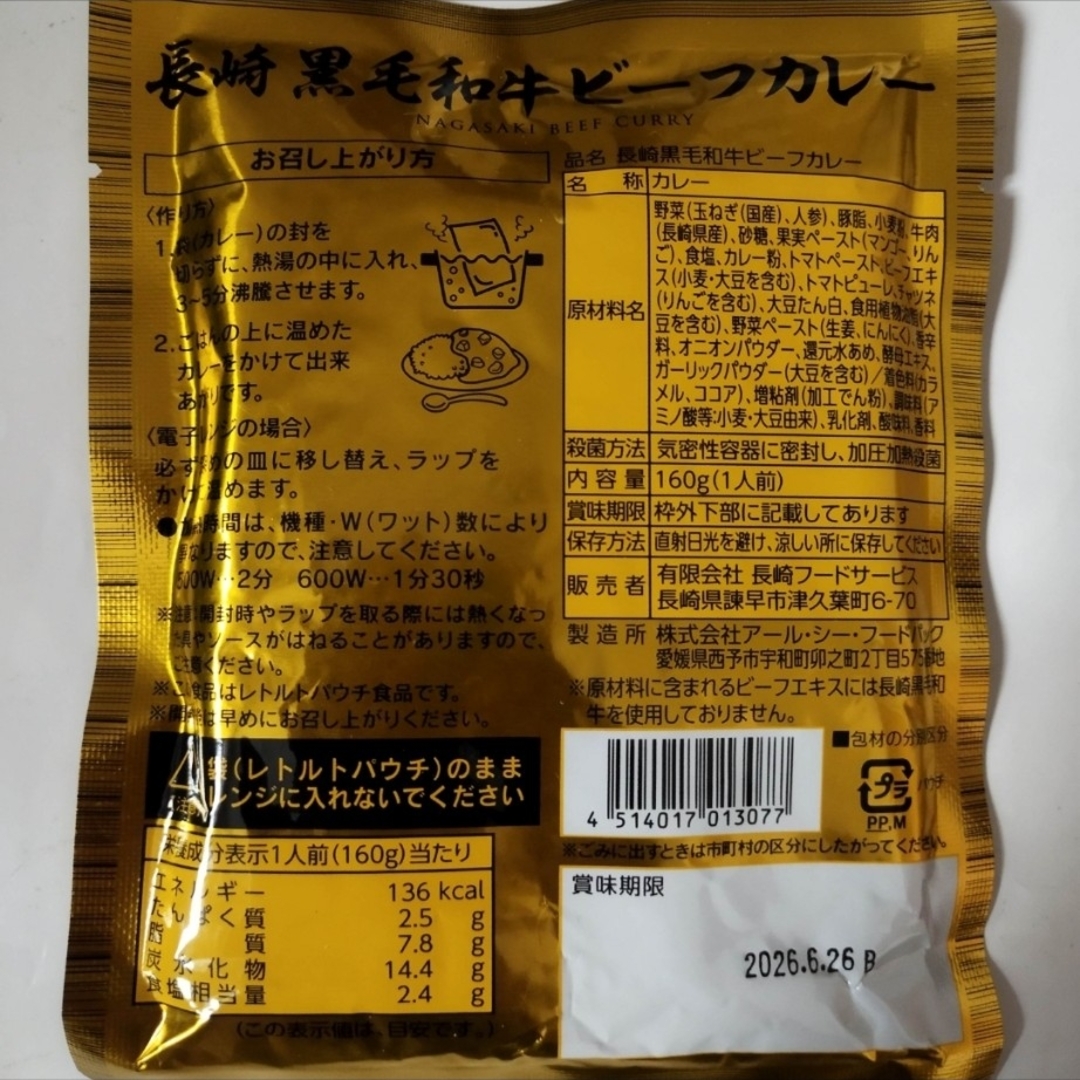 長崎 黒毛和牛ビーフカレー
NAGASAKI BEEF CURRY
お召し上がり方
〈作り方〉
1.袋(カレー)の封を
切らずに、熱湯の中に入れ、
3~5分沸騰させます。
2.ごはんの上に温めた
カレーをかけて出来
あがりです。
〈電子レンジの場合〉
必ず の皿に移し替え、ラップを
かけ温めます。
● 時間は、機種・W(ワット)数により
異なりますので、注意してください。
500W…2分 600W…1分30秒
※注意:開封時やラップを取る際には熱くなっ
た具やソースがはねることがありますので、
ご注意ください。
※ 品はレトルトパウチ食品です。
※開封後は早めにお召し上がりください。
袋(レトルトパウチ)のまま
レンジに入れないでください
注意
栄養成分表示1人前(160g)当たり
エネルギー 136 kcal
たんぱく質 2.5 g
脂質 7.8 g
炭水化物 14.4 g
食塩相当量 2.4 g
(この表示値は、目安です。)
品名 長崎黒毛和牛ビーフカレー
名称 カレー
原材料名
野菜(玉ねぎ(国産)、人参)、豚脂、小麦粉、牛肉
(長崎県産)、砂糖、果実ペースト(マンゴー、りん
ご)、食塩、カレー粉、トマトペースト、ビーフエキ
ス(小麦・大豆を含む)、トマトピューレ、チャツネ
(りんごを含む)、大豆たん白、食用植物油脂(大
豆を含む)、野菜ペースト(生姜、にんにく)、香辛
料、オニオンパウダー、還元水あめ、酵母エキス、
ガーリックパウダー(大豆を含む)/着色料(カラ
メル、ココア)、増粘剤(加工でん粉)、調味料(ア
ミノ酸等:小麦・大豆由来)、乳化剤、酸味料、香料
殺菌方法 気密性容器に密封し、加圧加熱殺菌
内容量 160g(1人前)
賞味期限 枠外下部に記載してあります
保存方法 直射日光を避け、涼しい所に保存してください
販売者 有限会社 長崎フードサービス
長崎県諫早市津久葉町6-70
製造所 株式会社アール・シー・フードパック
愛媛県西予市宇和町卯之町2丁目575番地
※原材料に含まれるビーフエキスには長崎黒毛和
牛を使用しておりません。
4 514017 013077
■包材の分別区分
プラ
パウチ
PP,M
※ごみに出すときは市町村の区分にしたがってください。
賞味期限
2026.6.26 B